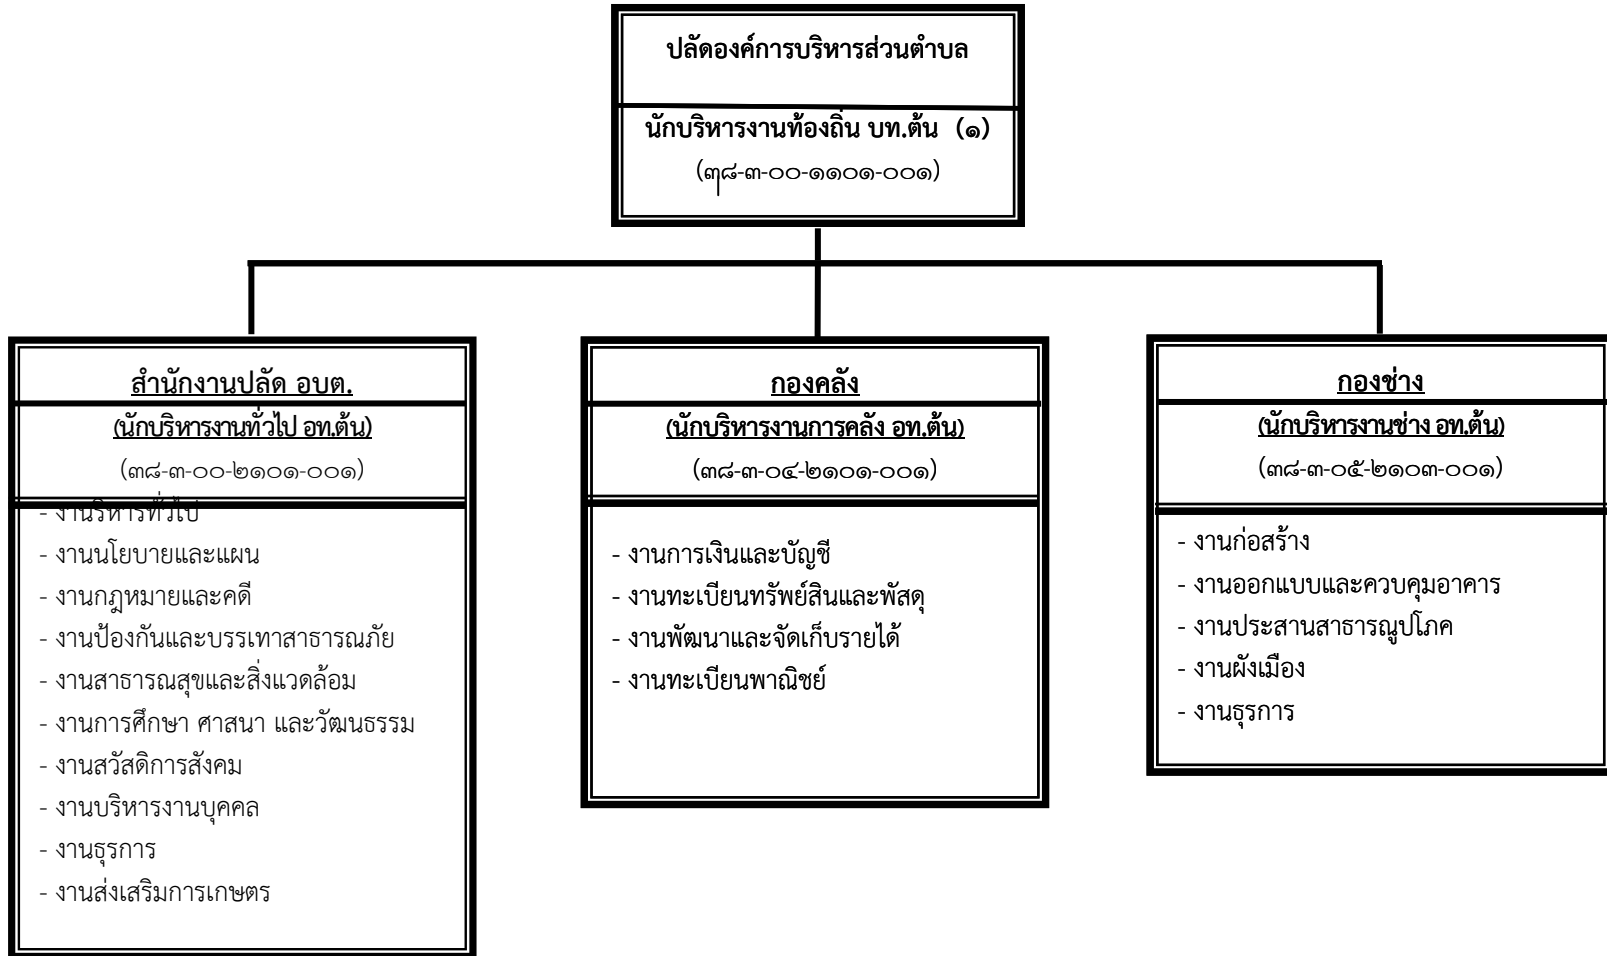 ปลัดองค์การบริหารส่วนตำบล
นักบริหารงานท้องถิ่น บท.ต้น (๑)
(ฦ๘-๓-๐๐-๑๑๐๑-๐๐๑)
สำนักงานปลัด อบต.
(นักบริหารงานทั่วไป อท.ต้น)
(๓๘-๓-๐๐-๒๑๐๑-๐๐๑)
- งานริหารทั่วไป
- งานนโยบายและแผน
- งานกฎหมายและคดี
- งานป้องกันและบรรเทาสาธารณภัย
- งานสาธารณสุขและสิ่งแวดล้อม
- งานการศึกษา ศาสนา และวัฒนธรรม
- งานสวัสดิการสังคม
- งานบริหารงานบุคคล
- งานธุรการ
- งานส่งเสริมการเกษตร
กองคลัง
(นักบริหารงานการคลัง อท.ต้น)
(๓๘-๓-๐๔-๒๑๐๑-๐๐๑)
- งานการเงินและบัญชี
- งานทะเบียนทรัพย์สินและพัสดุ
- งานพัฒนาและจัดเก็บรายได้
- งานทะเบียนพาณิชย์
กองช่าง
(นักบริหารงานช่าง อท.ต้น)
(๓๘-๓-๐๕-๒๑๐๓-๐๐๑)
- งานก่อสร้าง
- งานออกแบบและควบคุมอาคาร
- งานประสานสาธารณูปโภค
- งานผังเมือง
- งานธุรการ